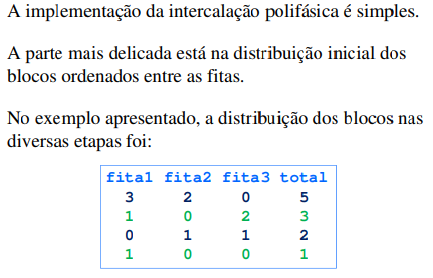 A implementação da intercalação polifásica é simples.
A parte mais delicada está na distribuição inicial dos
blocos ordenados entre as fitas.
No exemplo apresentado, a distribuição dos blocos nas
diversas etapas foi:
fita1 fita2 fita3 total
3 2 0 5
1 0 2 3
0 1 1 2
1 0 0 1